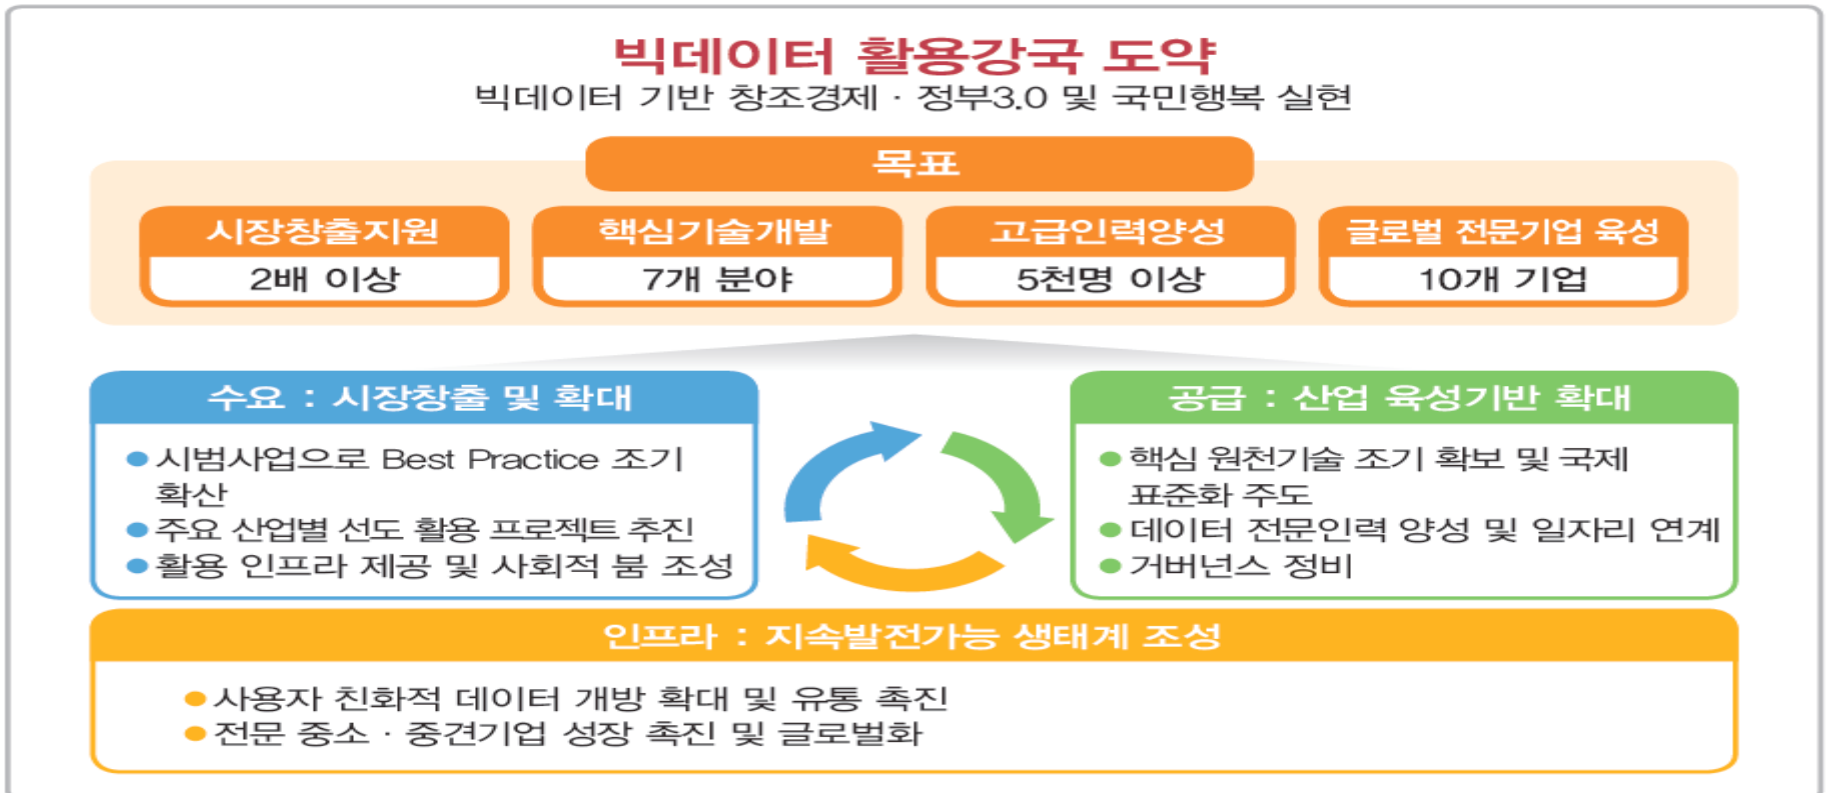 빅데이터 활용강국 도약
빅데이터 기반 창조경제 · 정부3.0 및 국민행복 실현
목표
시장창출지원
2배 이상
핵심기술개발
7개 분야
고급인력양성
5천명 이상
글로벌 전문기업 육성
10개 기업
수요 : 시장창출 및 확대
● 시범사업으로 Best Practice 조기
확산
● 주요 산업별 선도 활용 프로젝트 추진
● 활용 인프라 제공 및 사회적 붐 조성
공급 : 산업 육성기반 확대
● 핵심 원천기술 조기 확보 및 국제
표준화 주도
● 데이터 전문인력 양성 및 일자리 연계
● 거버넌스 정비
인프라 : 지속발전가능 생태계 조성
● 사용자 친화적 데이터 개방 확대 및 유통 촉진
● 전문 중소 · 중견기업 성장 촉진 및 글로벌화